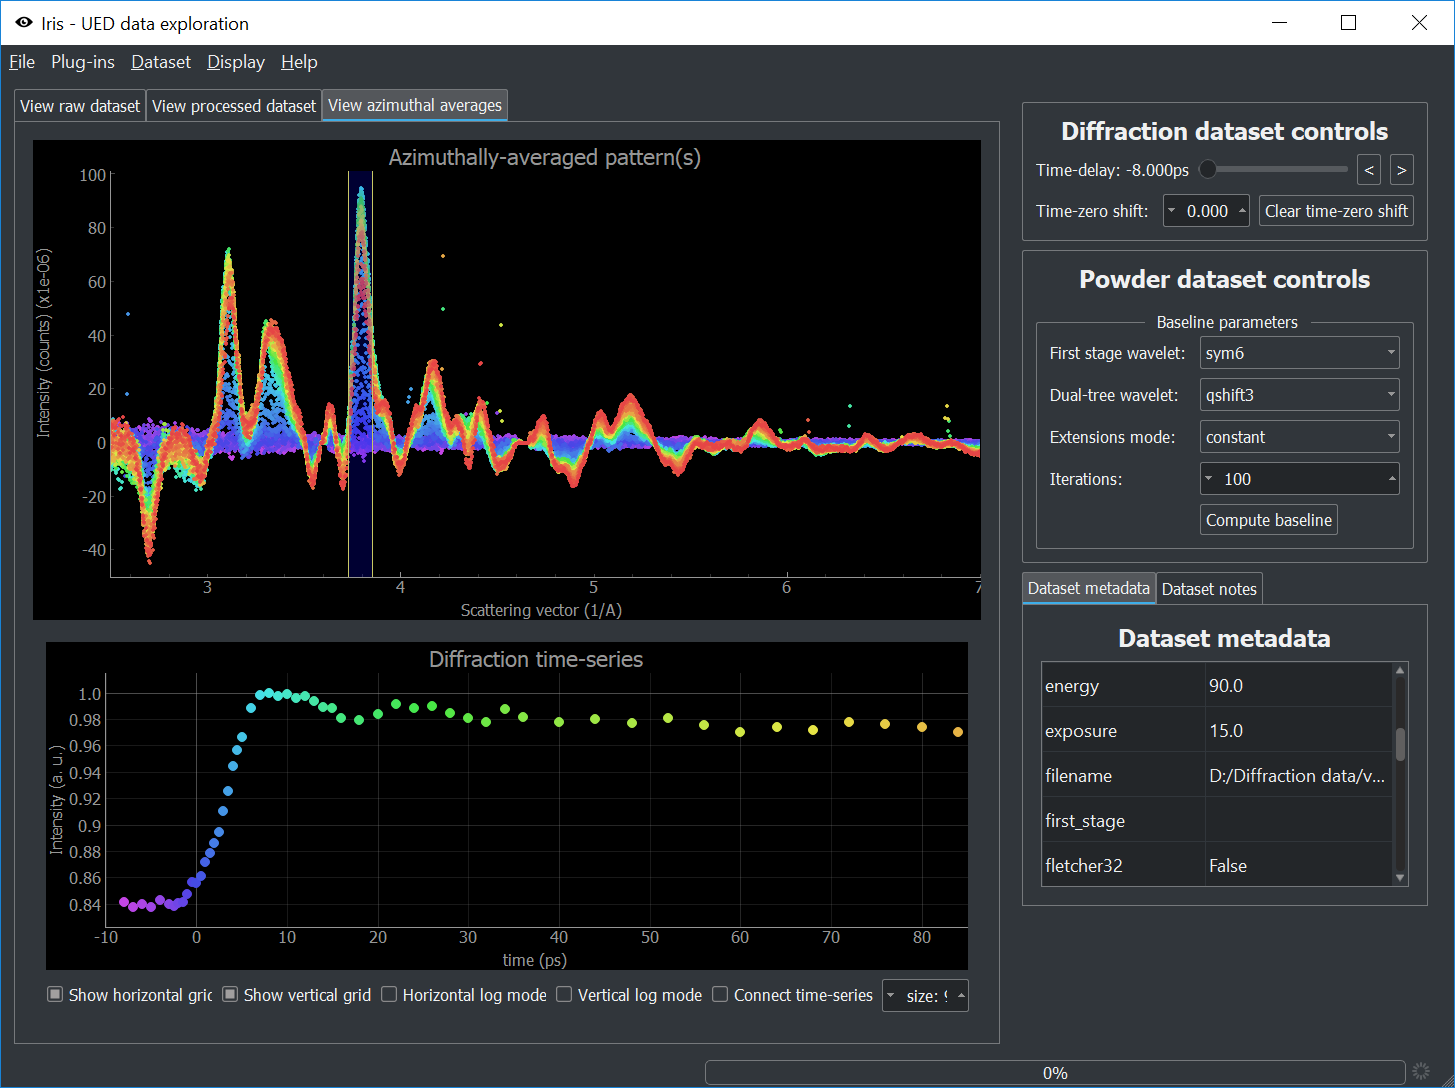 Iris - UED data exploration
File Plug-ins Dataset Display Help
View raw dataset View processed dataset View azimuthal averages
Azimuthally-averaged pattern(s)
100
80
60
40
20
0
-20
-40
Intensity (counts) (x1e-06)
3 4 5 6 7
Scattering vector (1/A)
Diffraction time-series
1.0
0.98
0.96
0.94
0.92
0.9
0.88
0.86
0.84
Intensity (a. u.)
-10 0 10 20 30 40 50 60 70 80
time (ps)
Show horizontal gric Show vertical grid Horizontal log mode Vertical log mode Connect time-series size:
Diffraction dataset controls
Time-delay: -8.000ps < >
Time-zero shift: 0.000 Clear time-zero shift
Powder dataset controls
Baseline parameters
First stage wavelet: sym6
Dual-tree wavelet: qshift3
Extensions mode: constant
Iterations: 100
Compute baseline
Dataset metadata Dataset notes
Dataset metadata
energy 90.0
exposure 15.0
filename D:/Diffraction data/v...
first_stage
fletcher32 False
0%